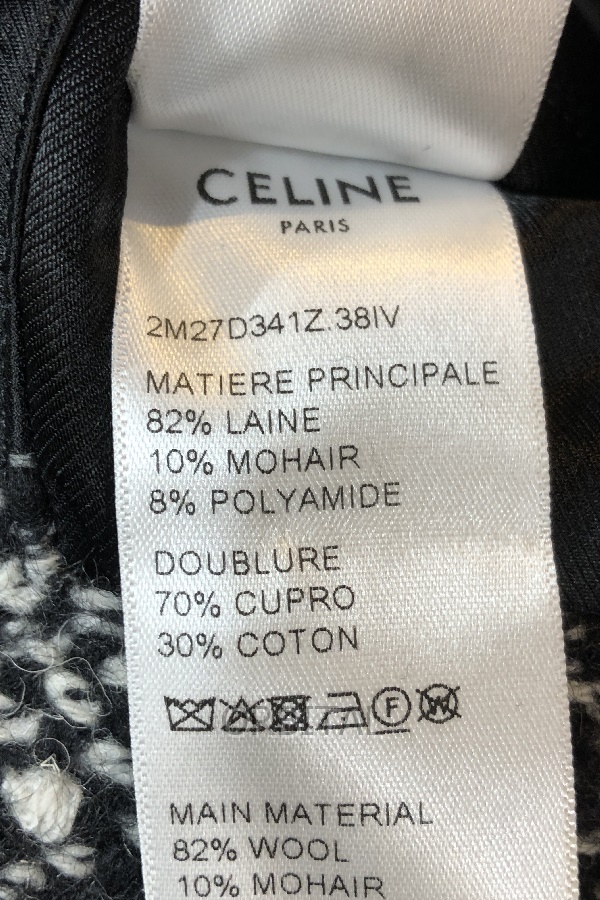 CELINE
PARIS
2M27D341Z.38IV
MATIERE PRINCIPALE
82% LAINE
10% MOHAIR
8% POLYAMIDE
DOUBLURE
70% CUPRO
30% COTON
F W
MAIN MATERIAL
82% WOOL
10% MOHAIR